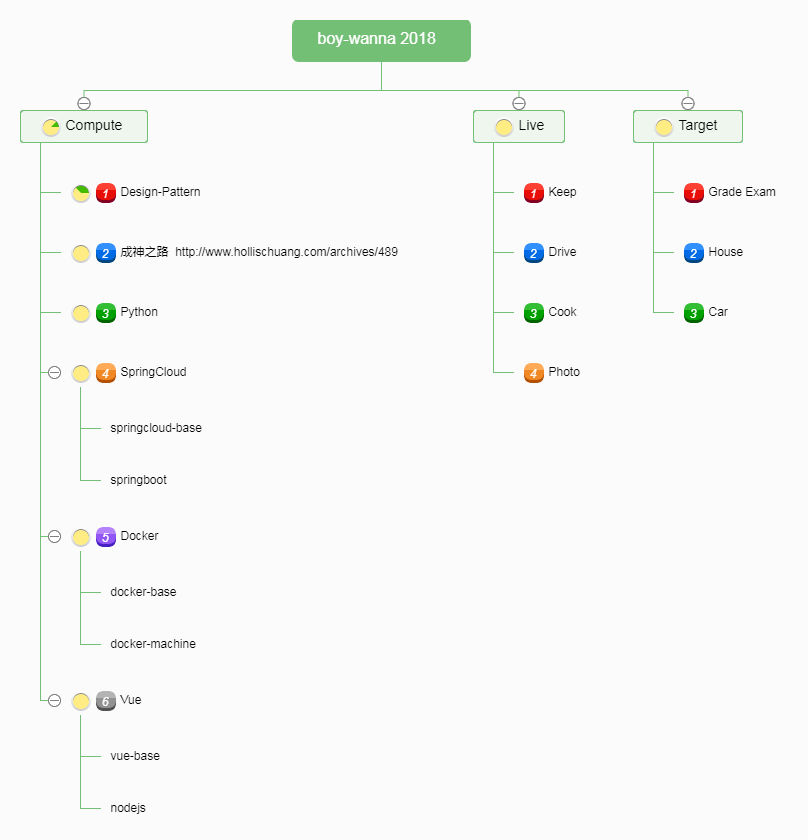 boy-wanna 2018
Compute
1 Design-Pattern
2 成神之路 http://www.hollischuang.com/archives/489
3 Python
4 SpringCloud
springcloud-base
springboot
5 Docker
docker-base
docker-machine
6 Vue
vue-base
nodejs
Live
1 Keep
2 Drive
3 Cook
4 Photo
Target
1 Grade Exam
2 House
3 Car